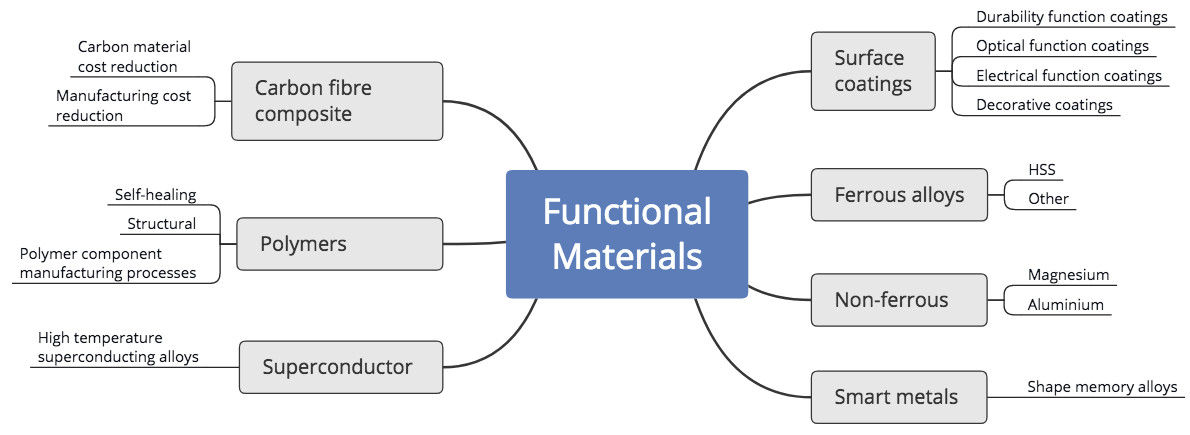 Functional
Materials
Carbon fibre
composite
Carbon material
cost reduction
Manufacturing cost
reduction
Polymers
Self-healing
Structural
Polymer component
manufacturing processes
Superconductor
High temperature
superconducting alloys
Surface
coatings
Durability function coatings
Optical function coatings
Electrical function coatings
Decorative coatings
Ferrous alloys
HSS
Other
Non-ferrous
Magnesium
Aluminium
Smart metals
Shape memory alloys